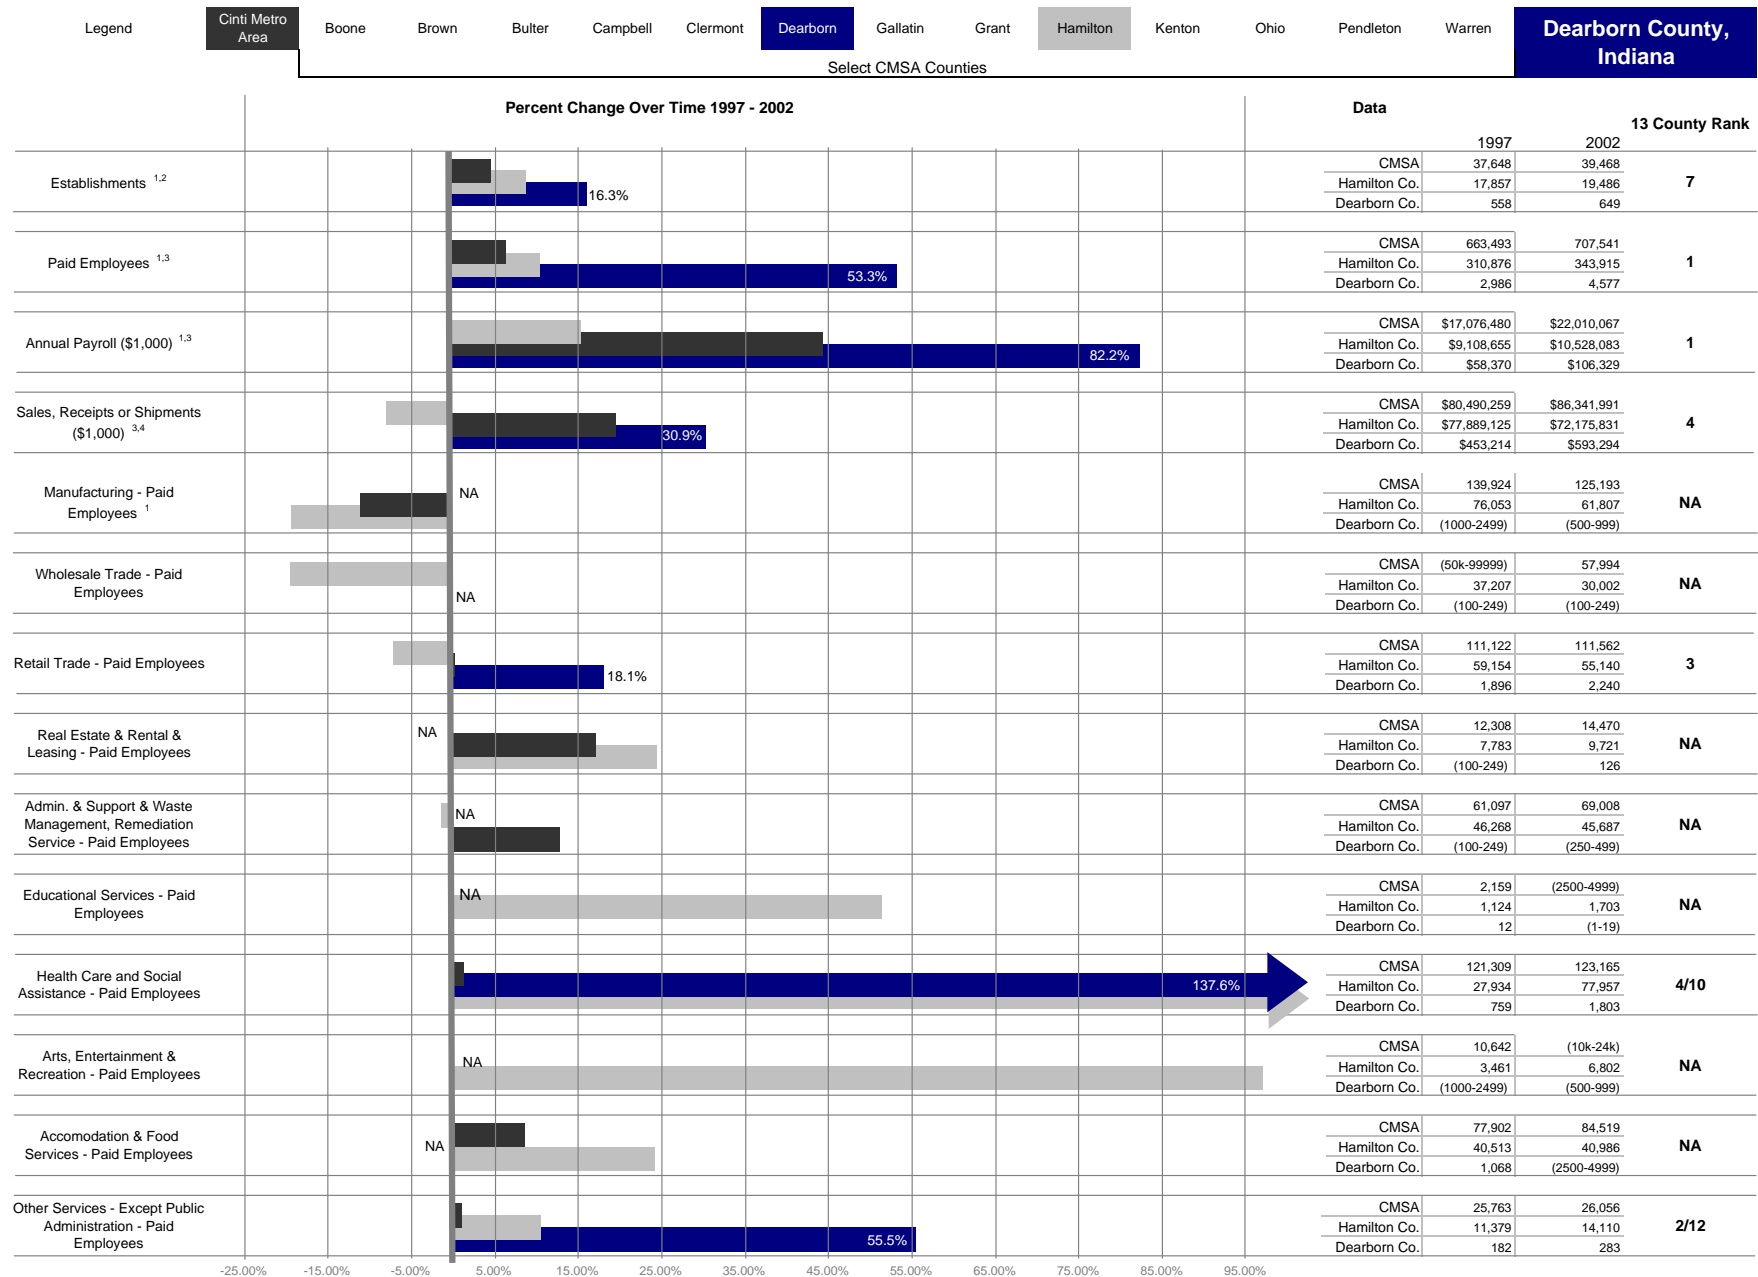 Legend
Cinti Metro Area
Boone
Brown
Bulter
Campbell
Clermont
Dearborn
Gallatin
Grant
Hamilton
Kenton
Ohio
Pendleton
Warren
Dearborn County,
Indiana
Select CMSA Counties
Percent Change Over Time 1997 - 2002
Data
13 County Rank
1997 2002
Establishments 1,2
16.3%
CMSA 37,648 39,468
Hamilton Co. 17,857 19,486
Dearborn Co. 558 649
7
Paid Employees 1,3
53.3%
CMSA 663,493 707,541
Hamilton Co. 310,876 343,915
Dearborn Co. 2,986 4,577
1
Annual Payroll ($1,000) 1,3
82.2%
CMSA $17,076,480 $22,010,067
Hamilton Co. $9,108,655 $10,528,083
Dearborn Co. $58,370 $106,329
1
Sales, Receipts or Shipments
($1,000) 3,4
30.9%
CMSA $80,490,259 $86,341,991
Hamilton Co. $77,889,125 $72,175,831
Dearborn Co. $453,214 $593,294
4
Manufacturing - Paid
Employees 1
NA
CMSA 139,924 125,193
Hamilton Co. 76,053 61,807
Dearborn Co. (1000-2499) (500-999)
NA
Wholesale Trade - Paid
Employees
NA
CMSA (50k-99999) 57,994
Hamilton Co. 37,207 30,002
Dearborn Co. (100-249) (100-249)
NA
Retail Trade - Paid Employees
18.1%
CMSA 111,122 111,562
Hamilton Co. 59,154 55,140
Dearborn Co. 1,896 2,240
3
Real Estate & Rental &
Leasing - Paid Employees
NA
CMSA 12,308 14,470
Hamilton Co. 7,783 9,721
Dearborn Co. (100-249) 126
NA
Admin. & Support & Waste
Management, Remediation
Service - Paid Employees
NA
CMSA 61,097 69,008
Hamilton Co. 46,268 45,687
Dearborn Co. (100-249) (250-499)
NA
Educational Services - Paid
Employees
NA
CMSA 2,159 (2500-4999)
Hamilton Co. 1,124 1,703
Dearborn Co. 12 (1-19)
NA
Health Care and Social
Assistance - Paid Employees
137.6%
CMSA 121,309 123,165
Hamilton Co. 27,934 77,957
Dearborn Co. 759 1,803
4/10
Arts, Entertainment &
Recreation - Paid Employees
NA
CMSA 10,642 (10k-24k)
Hamilton Co. 3,461 6,802
Dearborn Co. (1000-2499) (500-999)
NA
Accomodation & Food
Services - Paid Employees
NA
CMSA 77,902 84,519
Hamilton Co. 40,513 40,986
Dearborn Co. 1,068 (2500-4999)
NA
Other Services - Except Public
Administration - Paid
Employees
55.5%
CMSA 25,763 26,056
Hamilton Co. 11,379 14,110
Dearborn Co. 182 283
2/12
-25.00% -15.00% -5.00% 5.00% 15.00% 25.00% 35.00% 45.00% 55.00% 65.00% 75.00% 85.00% 95.00%